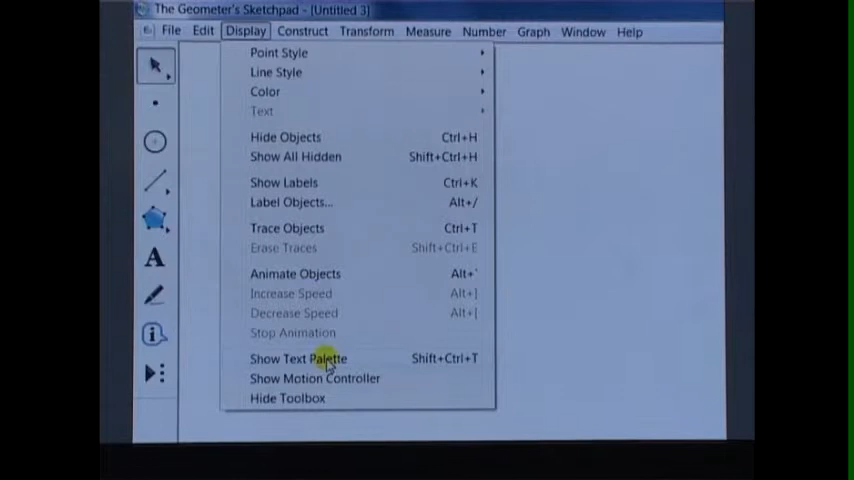 The Geometer's Sketchpad - [Untitled 3]
File Edit Display Construct Transform Measure Number Graph Window Help
Point Style
Line Style
Color
Text
Hide Objects Ctrl+H
Show All Hidden Shift+Ctrl+H
Show Labels Ctrl+K
Label Objects... Alt+/
Trace Objects Ctrl+T
Erase Traces Shift+Ctrl+E
Animate Objects Alt+`
Increase Speed Alt+]
Decrease Speed Alt+[
Stop Animation
Show Text Palette Shift+Ctrl+T
Show Motion Controller
Hide Toolbox
A